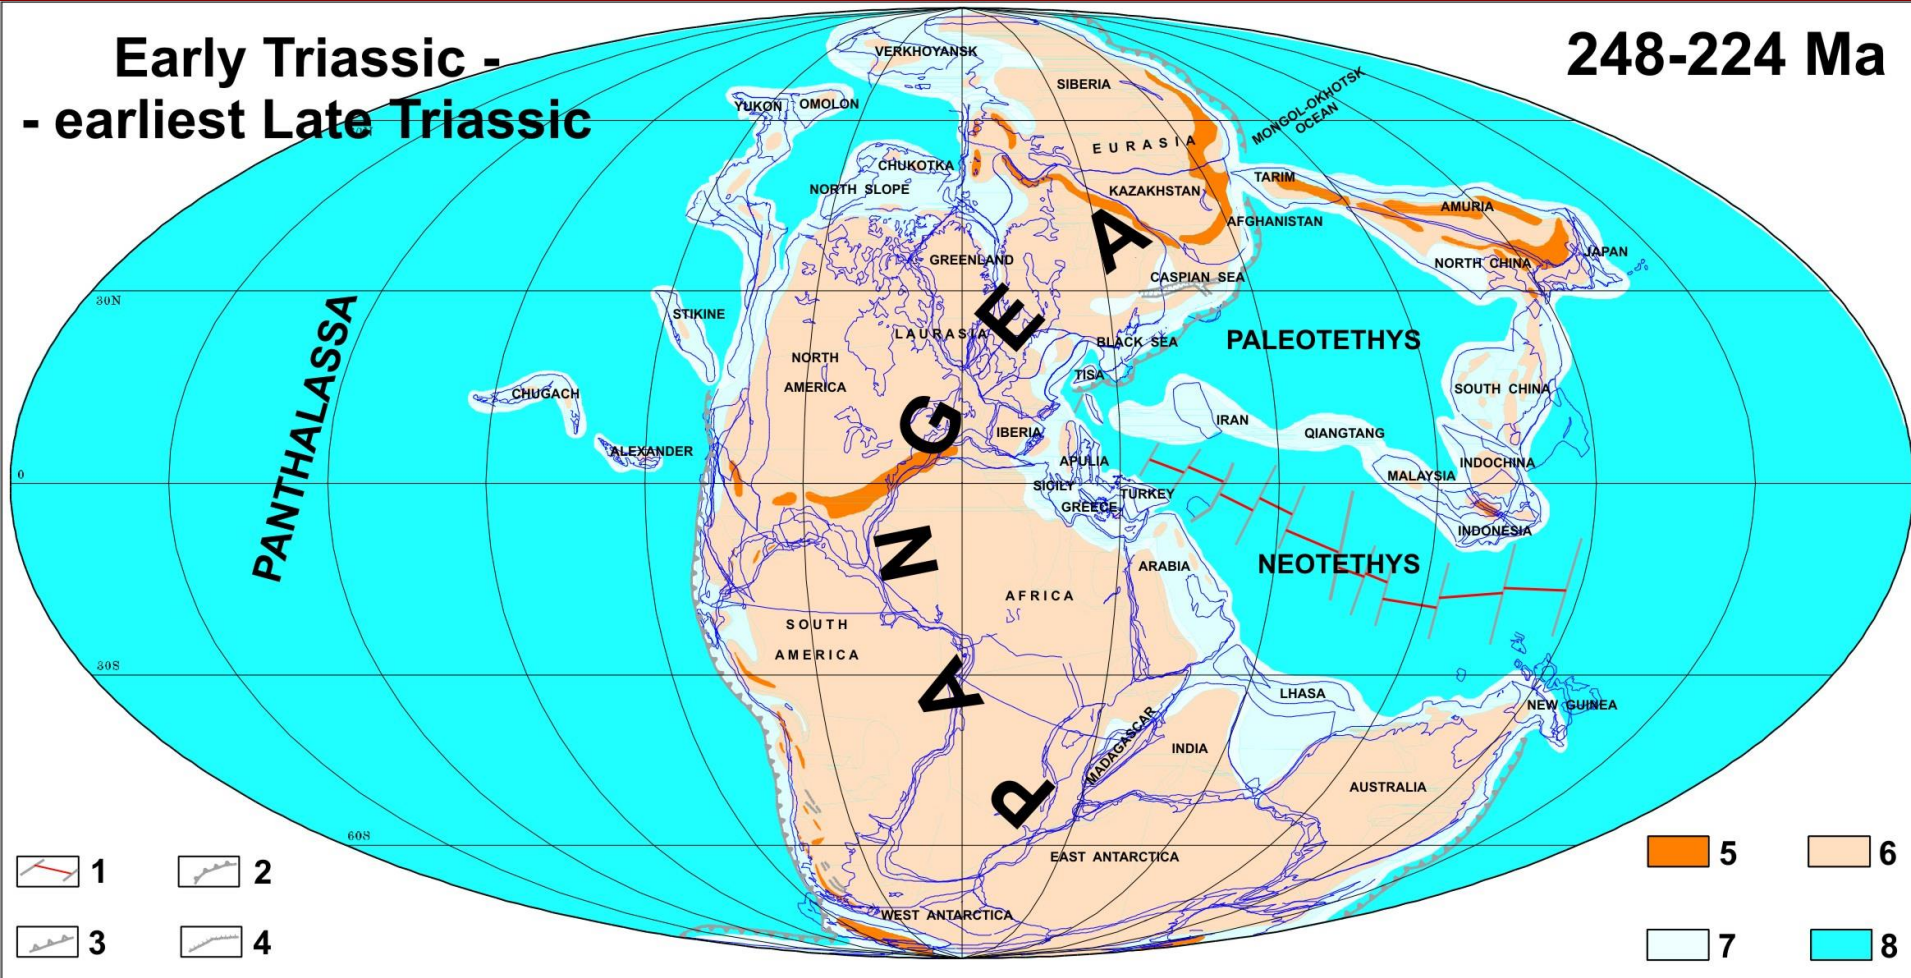 Early Triassic -
- earliest Late Triassic
248-224 Ma
VERKHOYANSK
SIBERIA
MONGOL-OKHOTSK
OCEAN
YUKON
OMOLON
EURASIA
CHUKOTKA
NORTH SLOPE
KAZAKHSTAN
TARIM
AMURIA
AFGHANISTAN
JAPAN
GREENLAND
NORTH CHINA
CASPIAN SEA
30N
STIKINE
LAURASIA
BLACK SEA
PALEOTETHYS
NORTH
AMERICA
TISA
SOUTH CHINA
CHUGACH
PANTHALASSA
IRAN
IBERIA
QIANGTANG
ALEXANDER
APULIA
INDOCHINA
0
MALAYSIA
SICILY
TURKEY
GREECE
INDONESIA
PANGEA
ARABIA
NEOTETHYS
AFRICA
SOUTH
AMERICA
30S
LHASA
NEW GUINEA
MADAGASCAR
INDIA
AUSTRALIA
60S
EAST ANTARCTICA
WEST ANTARCTICA
1
2
3
4
5
6
7
8